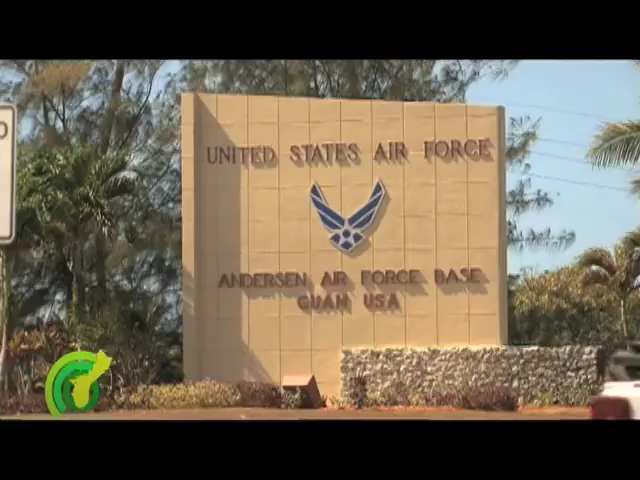 UNITED STATES AIR FORCE
ANDERSEN AIR FORCE BASE
GUAM USA